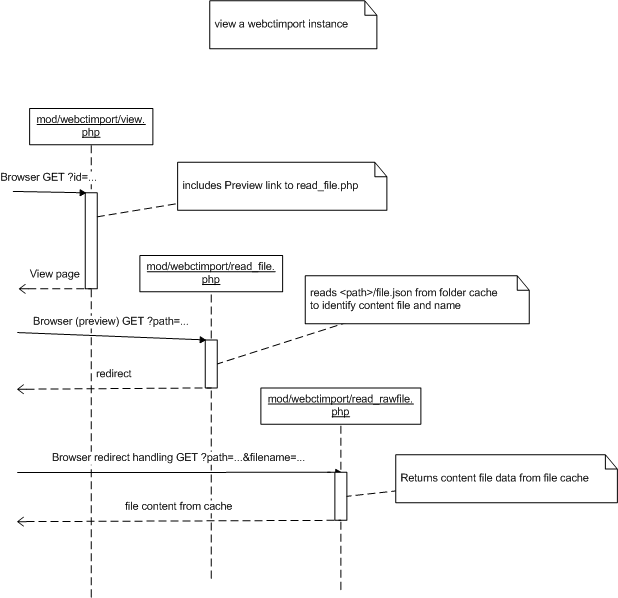 view a webctimport instance
mod/webctimport/view.
php
Browser GET ?id=...
includes Preview link to read_file.php
View page
mod/webctimport/read_file.
php
reads <path>/file.json from folder cache
to identify content file and name
Browser (preview) GET ?path=...
redirect
mod/webctimport/read_rawfile.
php
Browser redirect handling GET ?path=...&filename=...
Returns content file data from file cache
file content from cache